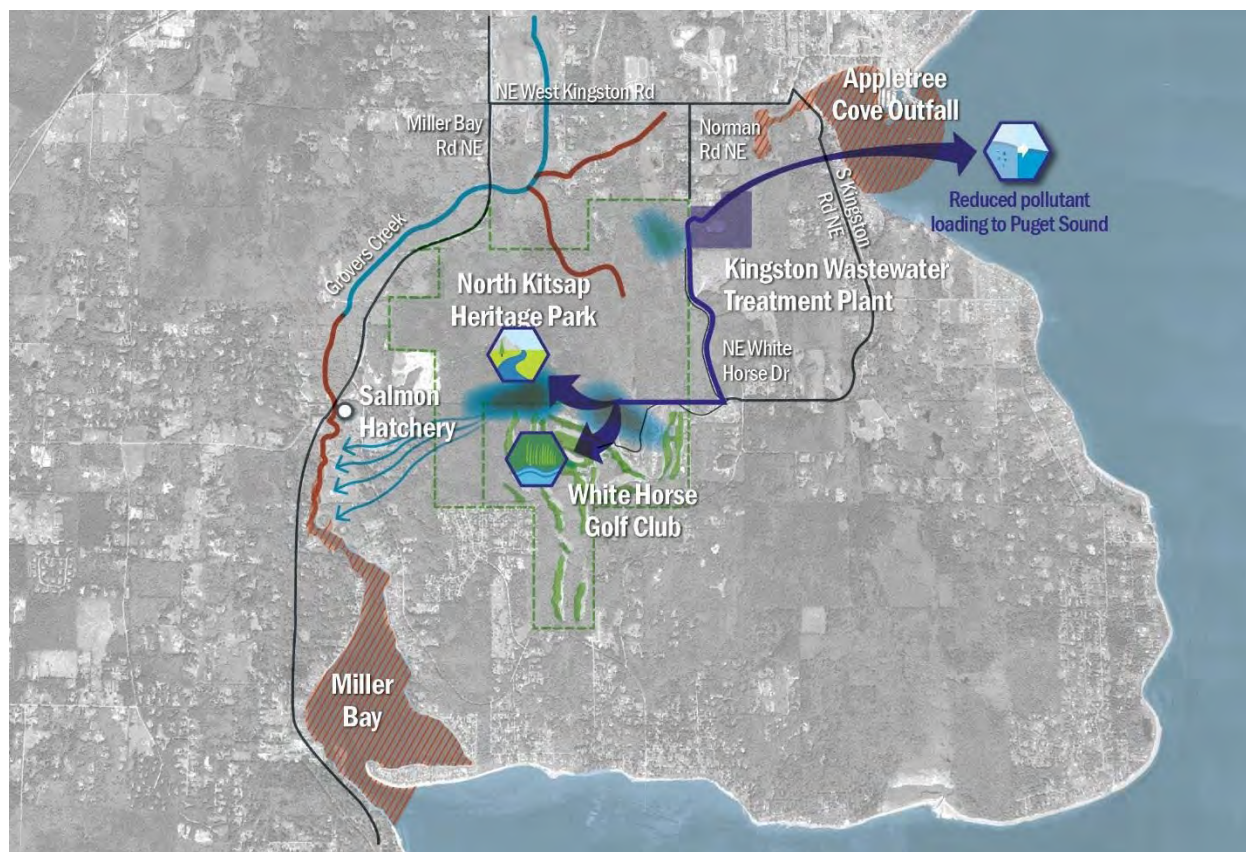 NE West Kingston Rd
Miller Bay
Rd NE
Norman
Rd NE
Appletree
Cove Outfall
S Kingston
Rd NE
Reduced pollutant
loading to Puget Sound
Grovers Creek
North Kitsap
Heritage Park
Kingston Wastewater
Treatment Plant
NE White
Horse Dr
Salmon
Hatchery
White Horse
Golf Club
Miller
Bay